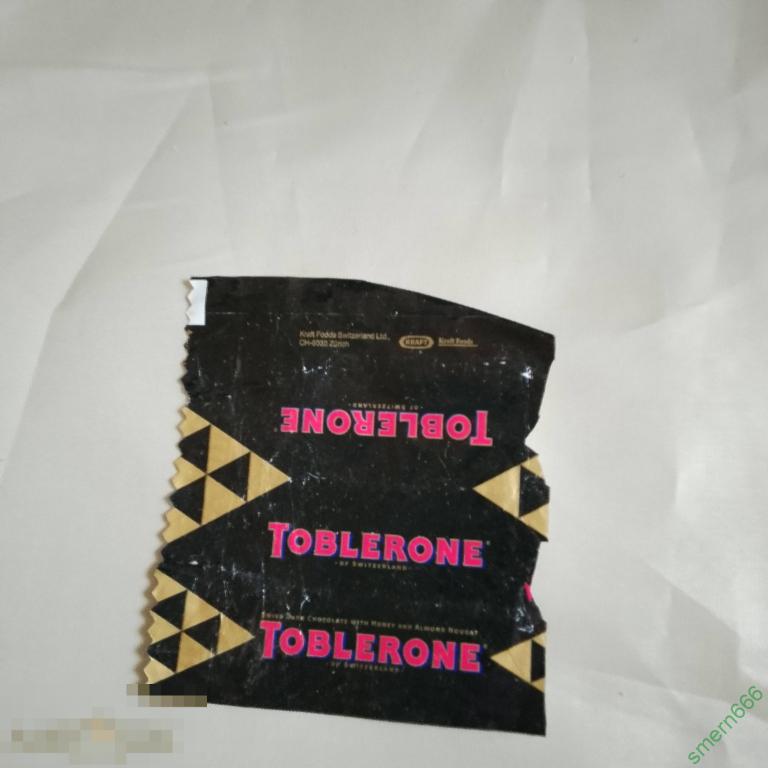 Kraft Foods Switzerland Ltd.,
CH-8032 Zürich
KRAFT Kraft Foods
TOBLERONE
OF SWITZERLAND
TOBLERONE
OF SWITZERLAND
SWISS DARK CHOCOLATE WITH HONEY AND ALMOND NOUGAT
TOBLERONE
OF SWITZERLAND
smern666